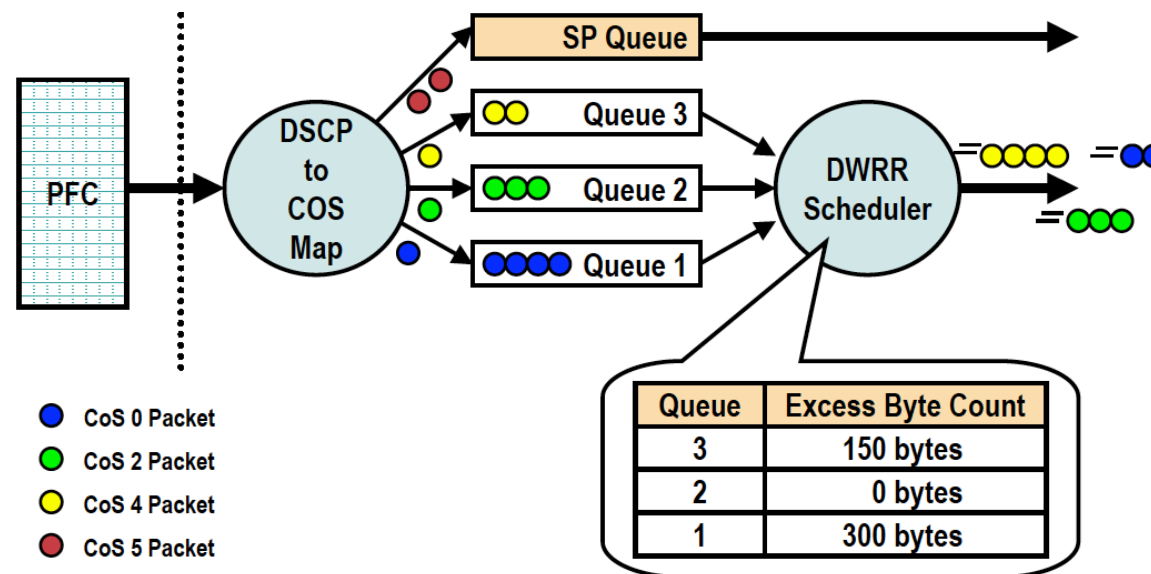 PFC
DSCP
to
COS
Map
SP Queue
Queue 3
Queue 2
Queue 1
DWRR
Scheduler
Queue Excess Byte Count
3 150 bytes
2 0 bytes
1 300 bytes
CoS 0 Packet
CoS 2 Packet
CoS 4 Packet
CoS 5 Packet